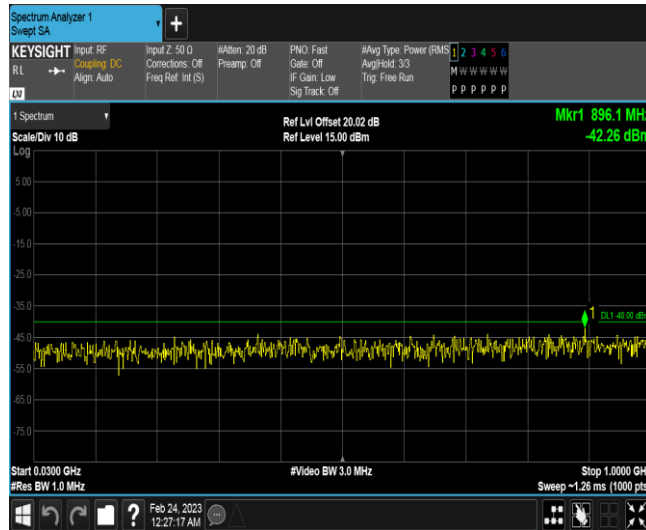 Spectrum Analyzer 1
Swept SA
+
KEYSIGHT Input: RF Input Z: 50 Ω #Atten: 20 dB PNO: Fast #Avg Type: Power (RMS 1 2 3 4 5 6
RL Coupling: DC Corrections: Off Preamp: Off Gate: Off Avg|Hold: 3/3 M W W W W W
Align: Auto Freq Ref: Int (S) IF Gain: Low Trig: Free Run
LXI Sig Track: Off P P P P P P
1 Spectrum Ref Lvl Offset 20.02 dB Mkr1 896.1 MHz
Scale/Div 10 dB Ref Level 15.00 dBm -42.26 dBm
Log
5.00
-5.00
-15.0
-25.0
-35.0
1 DL1 -40.00 dBm
-45.0
-55.0
-65.0
-75.0
Start 0.0300 GHz #Video BW 3.0 MHz Stop 1.0000 GH
#Res BW 1.0 MHz Sweep ~1.26 ms (1000 pts
? Feb 24, 2023
12:27:17 AM